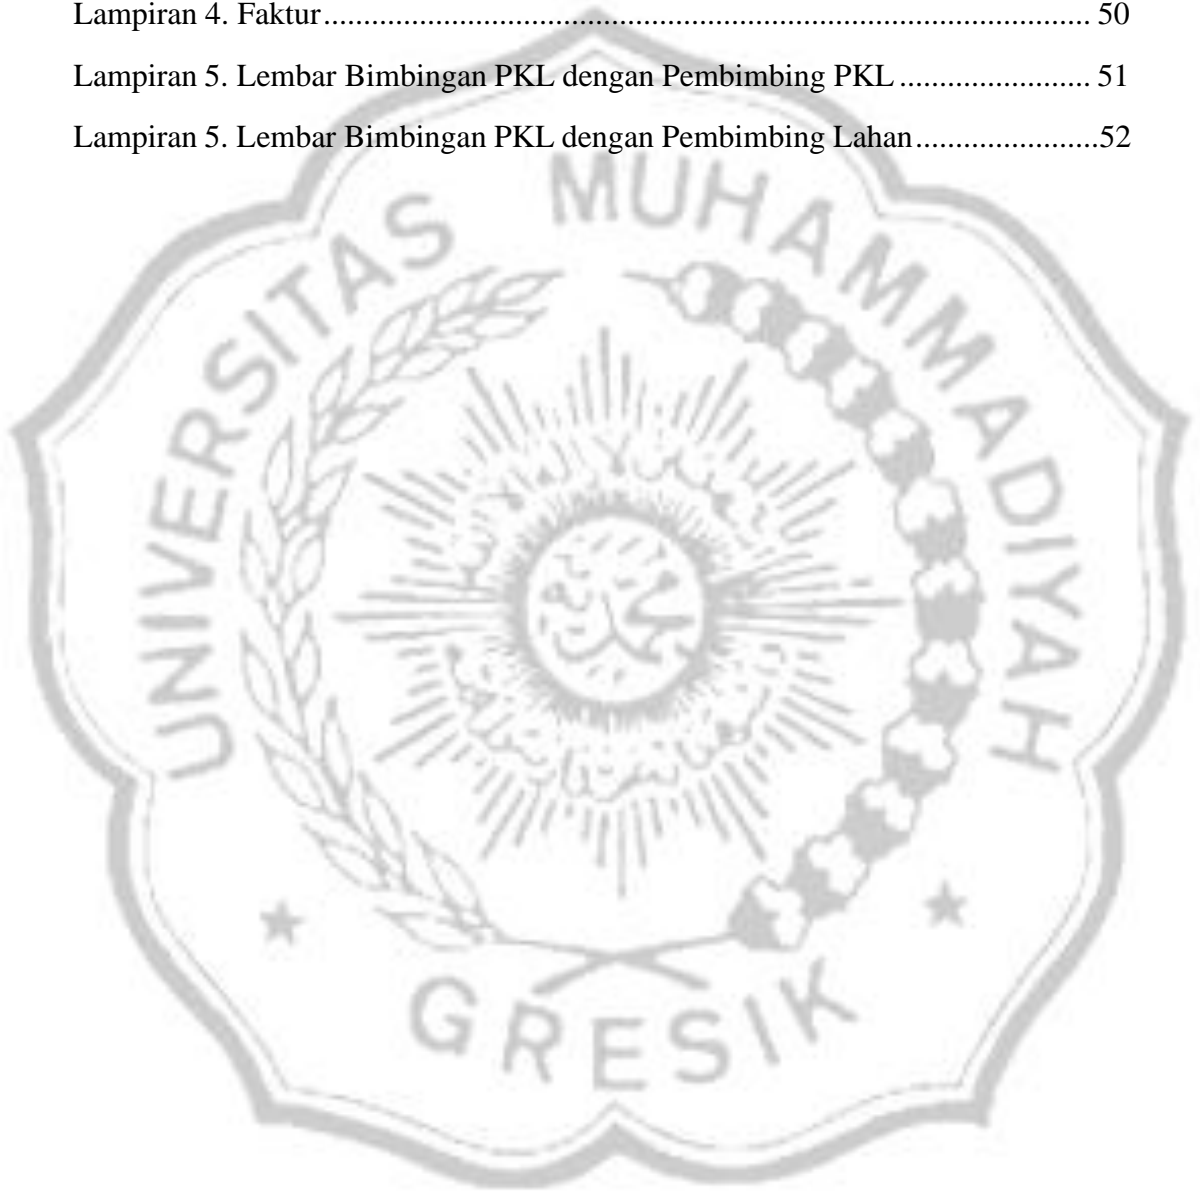 Lampiran 4. Faktur ................................................................................................ 50
Lampiran 5. Lembar Bimbingan PKL dengan Pembimbing PKL ........................ 51
Lampiran 5. Lembar Bimbingan PKL dengan Pembimbing Lahan .......................52
UNIVERSITAS MUHAMMADIYAH
GRESIK